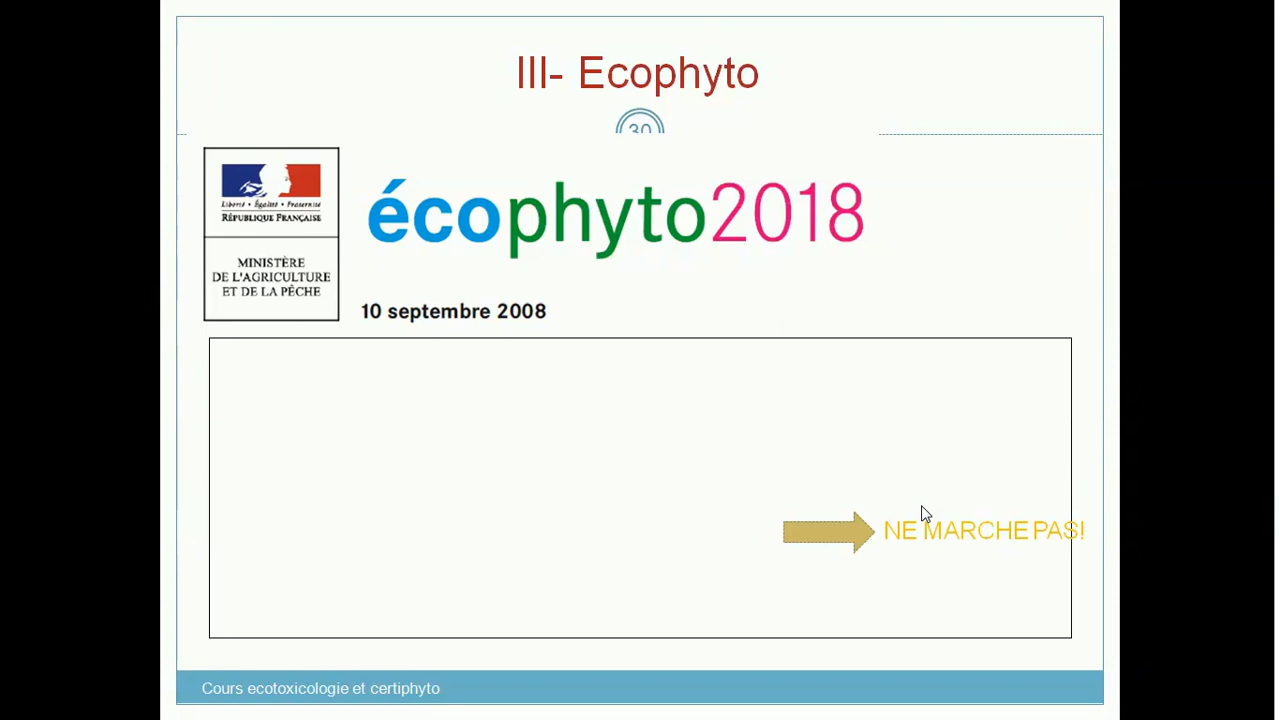 III- Ecophyto
30
Liberté • Égalité • Fraternité
RÉPUBLIQUE FRANÇAISE
MINISTÈRE
DE L'AGRICULTURE
ET DE LA PÊCHE
écophyto2018
10 septembre 2008
NE MARCHE PAS!
Cours ecotoxicologie et certiphyto